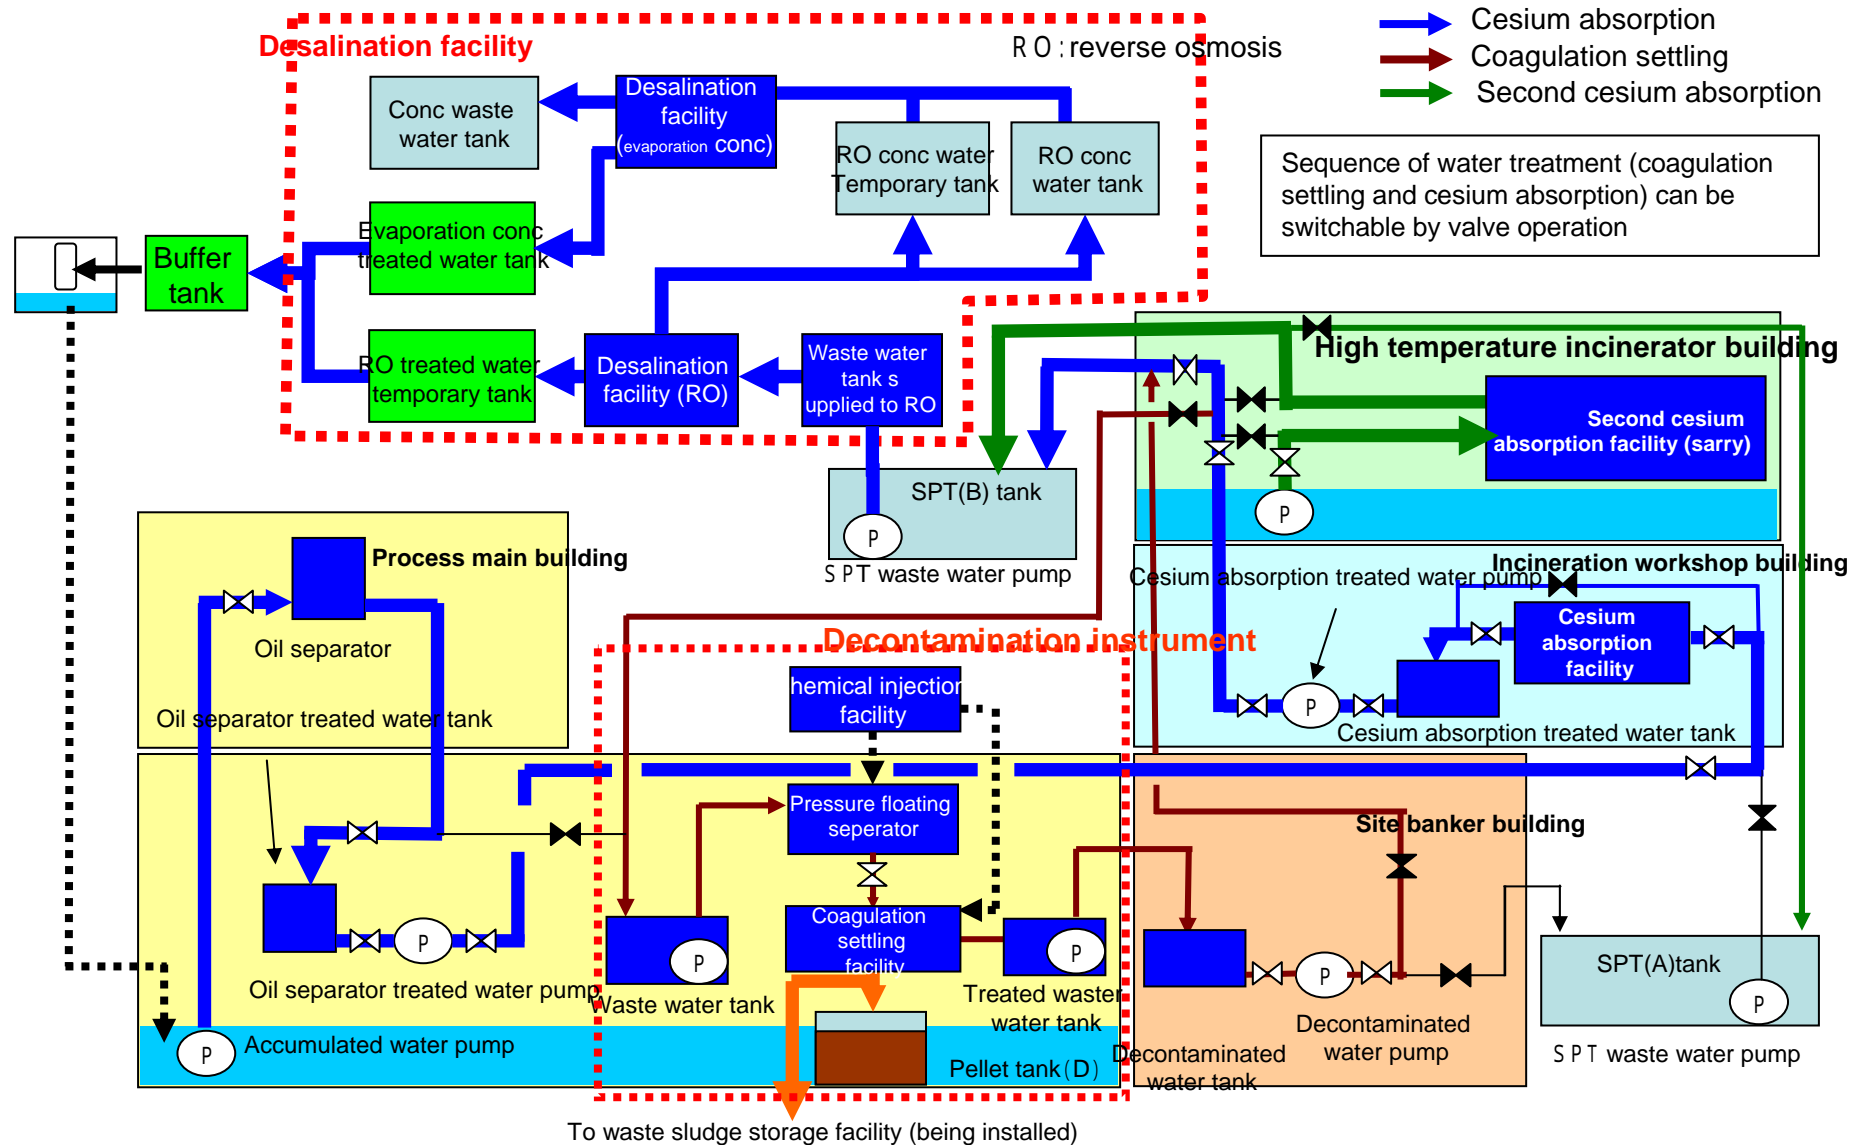 Cesium absorption
Coagulation settling
Second cesium absorption
Desalination facility
RO:reverse osmosis
Conc waste
water tank
Desalination
facility
(evaporation conc)
RO conc water
Temporary tank
RO conc
water tank
Sequence of water treatment (coagulation
settling and cesium absorption) can be
switchable by valve operation
Buffer
tank
Evaporation conc
treated water tank
RO treated water
temporary tank
Desalination
facility (RO)
Waste water
tank s
upplied to RO
High temperature incinerator building
Second cesium
absorption facility (sarry)
P
SPT(B) tank
P
SPT waste water pump
Process main building
Oil separator
Oil separator treated water tank
Cesium absorption treated water pump
Incineration workshop building
Cesium
absorption
facility
P
Cesium absorption treated water tank
Decontamination instrument
hemical injection
facility
Pressure floating
seperator
Coagulation
settling
facility
P
Oil separator treated water pump
P
Waste water tank
P
Treated waster
water tank
Site banker building
P
Decontaminated
water pump
Decontaminated
water tank
SPT(A)tank
P
SPT waste water pump
P
Accumulated water pump
Pellet tank(D)
To waste sludge storage facility (being installed)